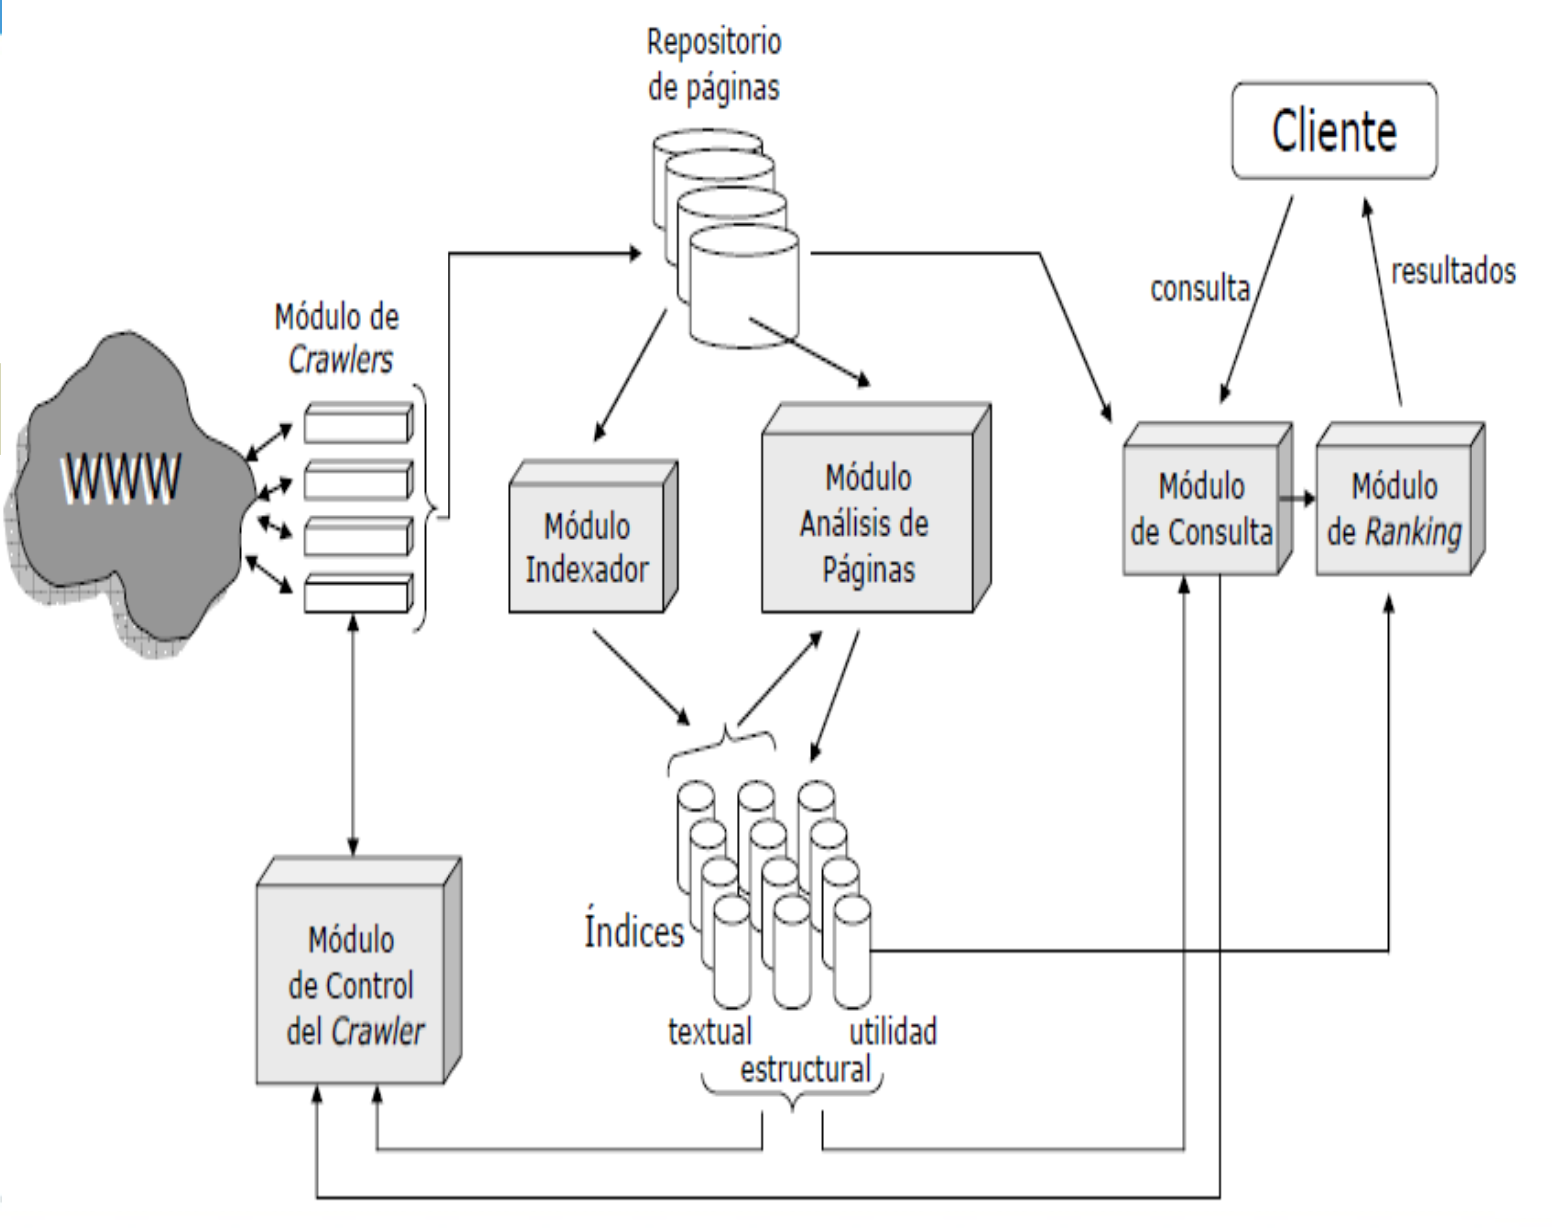 Repositorio
de páginas
Cliente
consulta
resultados
Módulo de
Crawlers
WWW
Módulo
Indexador
Módulo
Análisis de
Páginas
Módulo
de Consulta
Módulo
de Ranking
Índices
textual
utilidad
estructural
Módulo
de Control
del Crawler